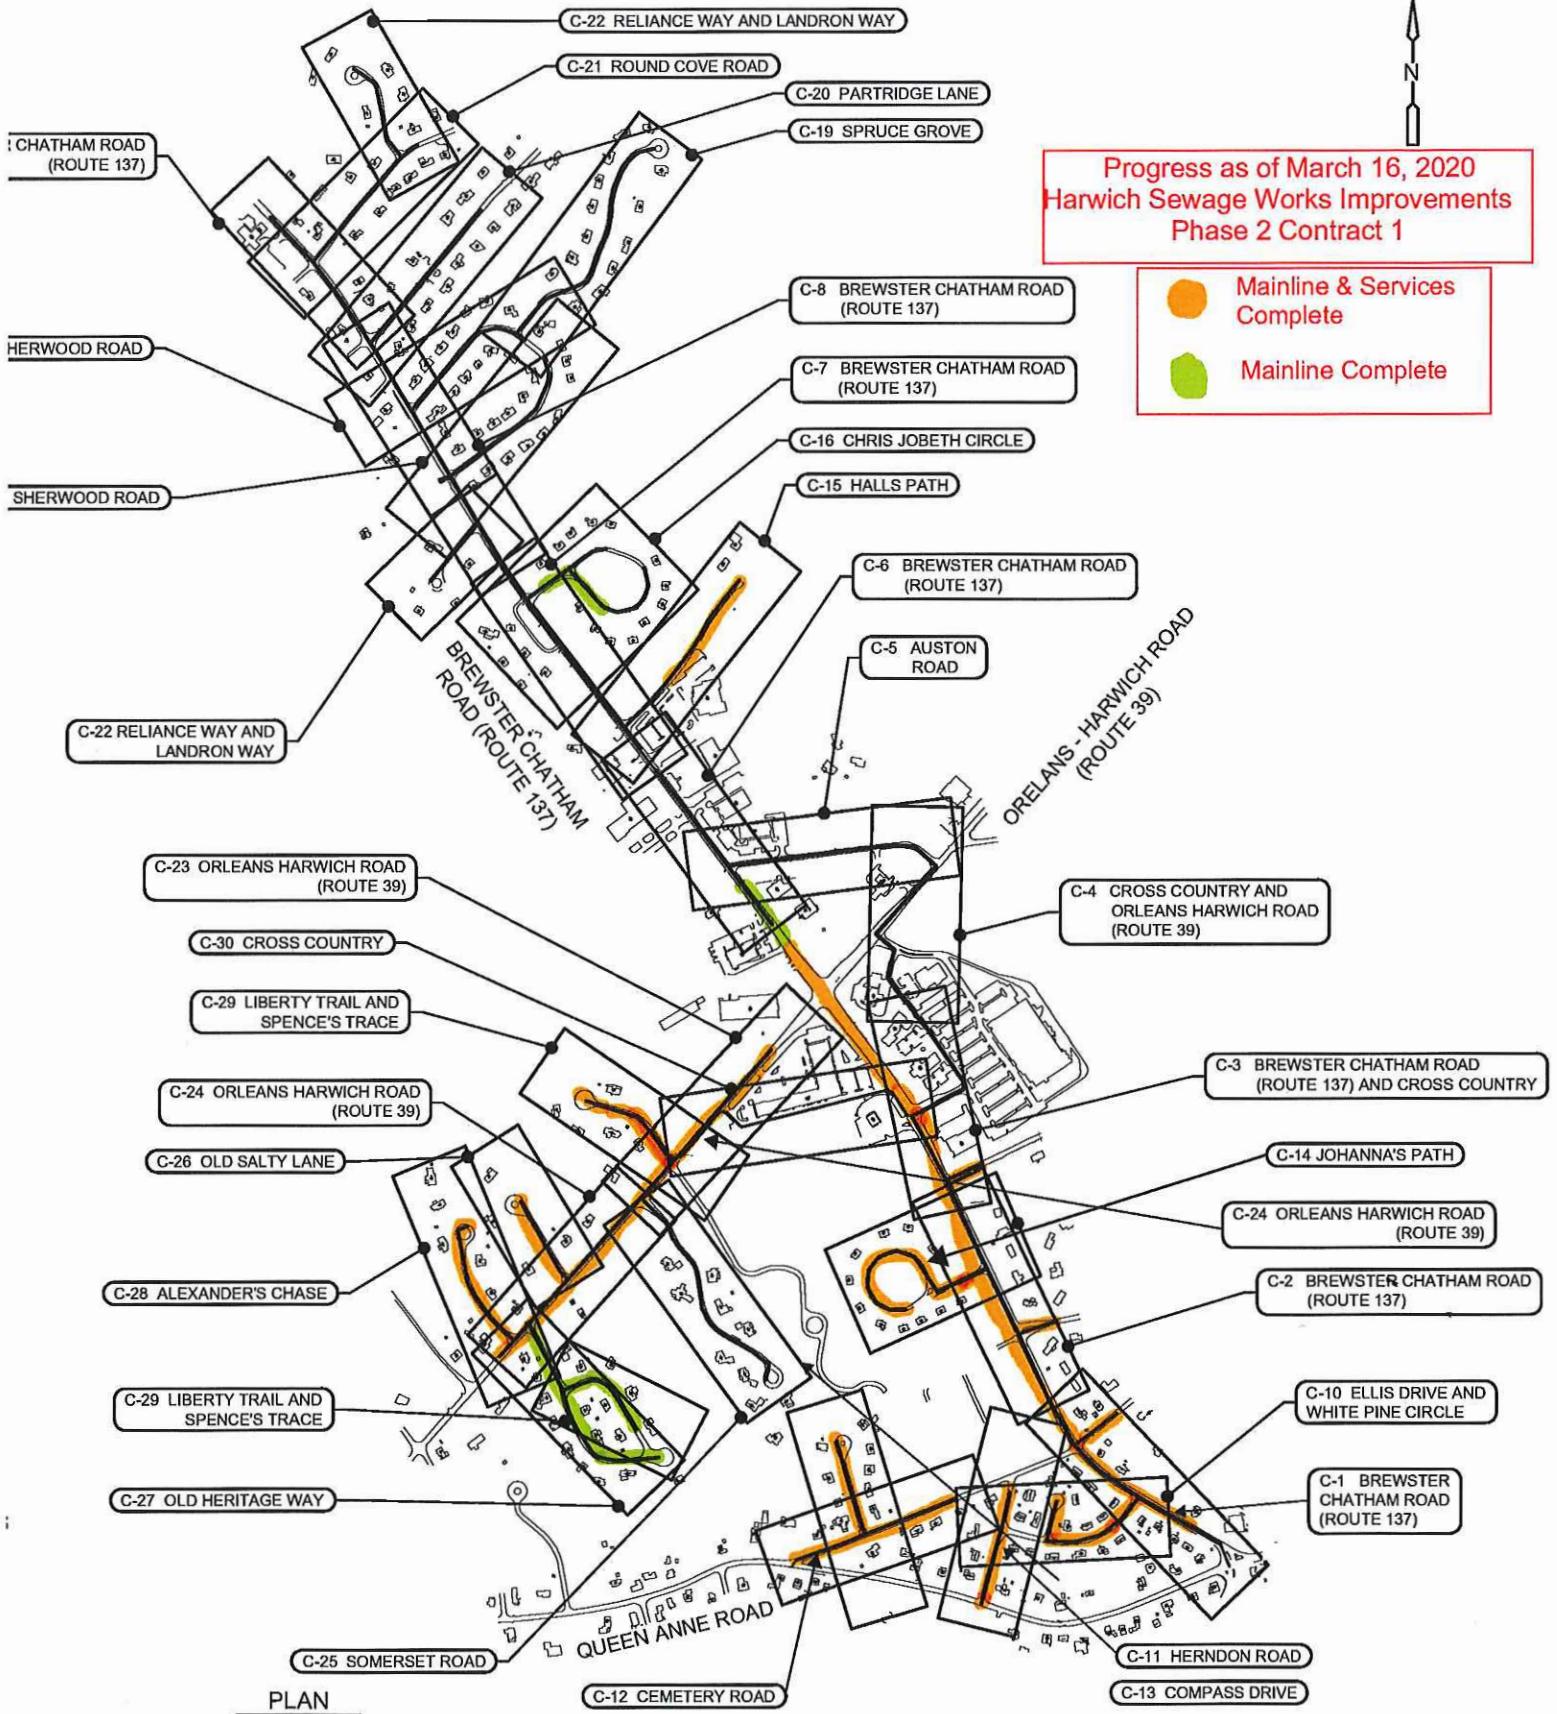 C-22 RELIANCE WAY AND LANDRON WAY
C-21 ROUND COVE ROAD
C-20 PARTRIDGE LANE
C-19 SPRUCE GROVE
N
CHATHAM ROAD
(ROUTE 137)
Progress as of March 16, 2020
Harwich Sewage Works Improvements
Phase 2 Contract 1
Mainline & Services
Complete
Mainline Complete
C-8 BREWSTER CHATHAM ROAD
(ROUTE 137)
HERWOOD ROAD
C-7 BREWSTER CHATHAM ROAD
(ROUTE 137)
C-16 CHRIS JOBETH CIRCLE
SHERWOOD ROAD
C-15 HALLS PATH
C-6 BREWSTER CHATHAM ROAD
(ROUTE 137)
C-5 AUSTON
ROAD
BREWSTER CHATHAM
ROAD (ROUTE 137)
ORELANS - HARWICH ROAD
(ROUTE 39)
C-22 RELIANCE WAY AND
LANDRON WAY
C-23 ORLEANS HARWICH ROAD
(ROUTE 39)
C-4 CROSS COUNTRY AND
ORLEANS HARWICH ROAD
(ROUTE 39)
C-30 CROSS COUNTRY
C-29 LIBERTY TRAIL AND
SPENCE'S TRACE
C-3 BREWSTER CHATHAM ROAD
(ROUTE 137) AND CROSS COUNTRY
C-24 ORLEANS HARWICH ROAD
(ROUTE 39)
C-26 OLD SALTY LANE
C-14 JOHANNA'S PATH
C-24 ORLEANS HARWICH ROAD
(ROUTE 39)
C-28 ALEXANDER'S CHASE
C-2 BREWSTER CHATHAM ROAD
(ROUTE 137)
C-29 LIBERTY TRAIL AND
SPENCE'S TRACE
C-10 ELLIS DRIVE AND
WHITE PINE CIRCLE
C-27 OLD HERITAGE WAY
C-1 BREWSTER
CHATHAM ROAD
(ROUTE 137)
QUEEN ANNE ROAD
C-25 SOMERSET ROAD
C-11 HERNDON ROAD
C-12 CEMETERY ROAD
C-13 COMPASS DRIVE
PLAN